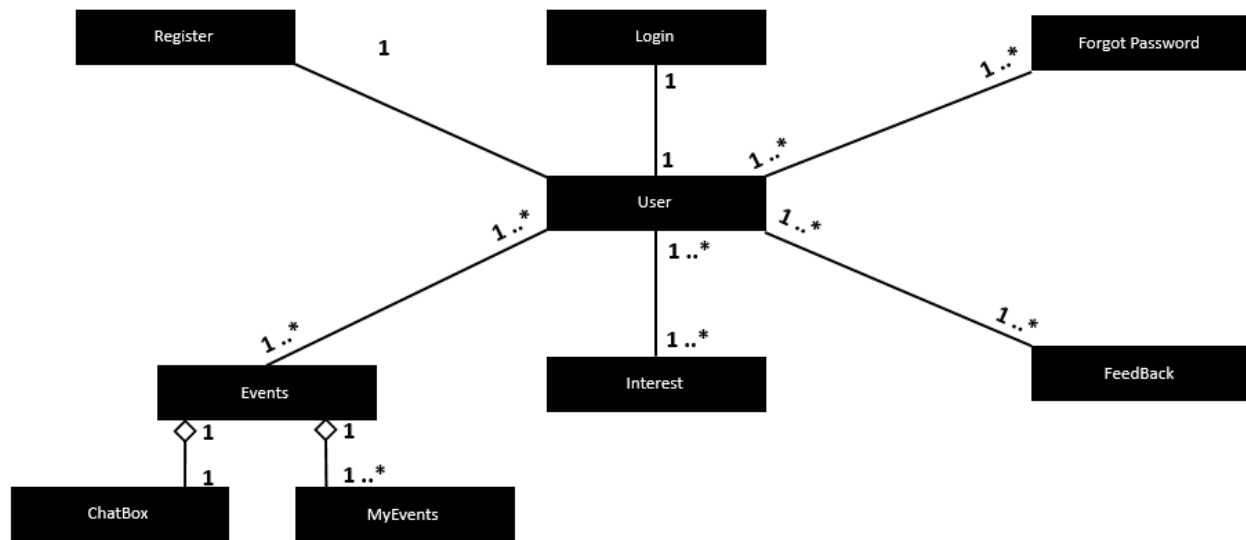 Register
1
Login
Forgot Password
1 ..*
1
1
1 ..*
User
1 ..*
1 ..*
1 ..*
1 ..*
1 ..*
1 ..*
Events
Interest
FeedBack
1
1
1
1 ..*
ChatBox
MyEvents